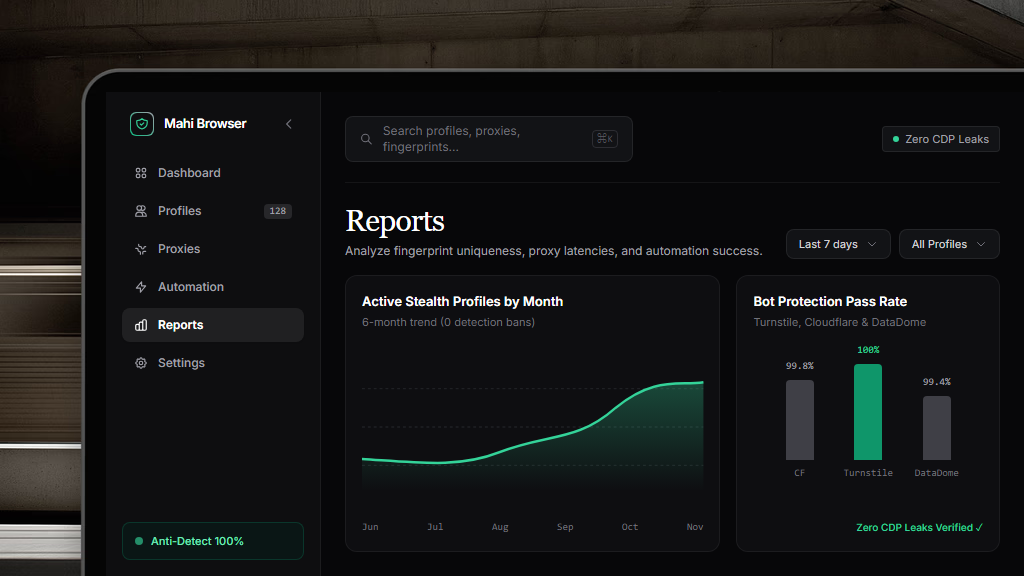 Mahi Browser
Dashboard
Profiles
128
Proxies
Automation
Reports
Settings
Anti-Detect 100%
Search profiles, proxies,
fingerprints...
⌘K
Zero CDP Leaks
Reports
Analyze fingerprint uniqueness, proxy latencies, and automation success.
Last 7 days
All Profiles
Active Stealth Profiles by Month
6-month trend (0 detection bans)
Jun Jul Aug Sep Oct Nov
Bot Protection Pass Rate
Turnstile, Cloudflare & DataDome
99.8% 100% 99.4%
CF Turnstile DataDome
Zero CDP Leaks Verified ✓